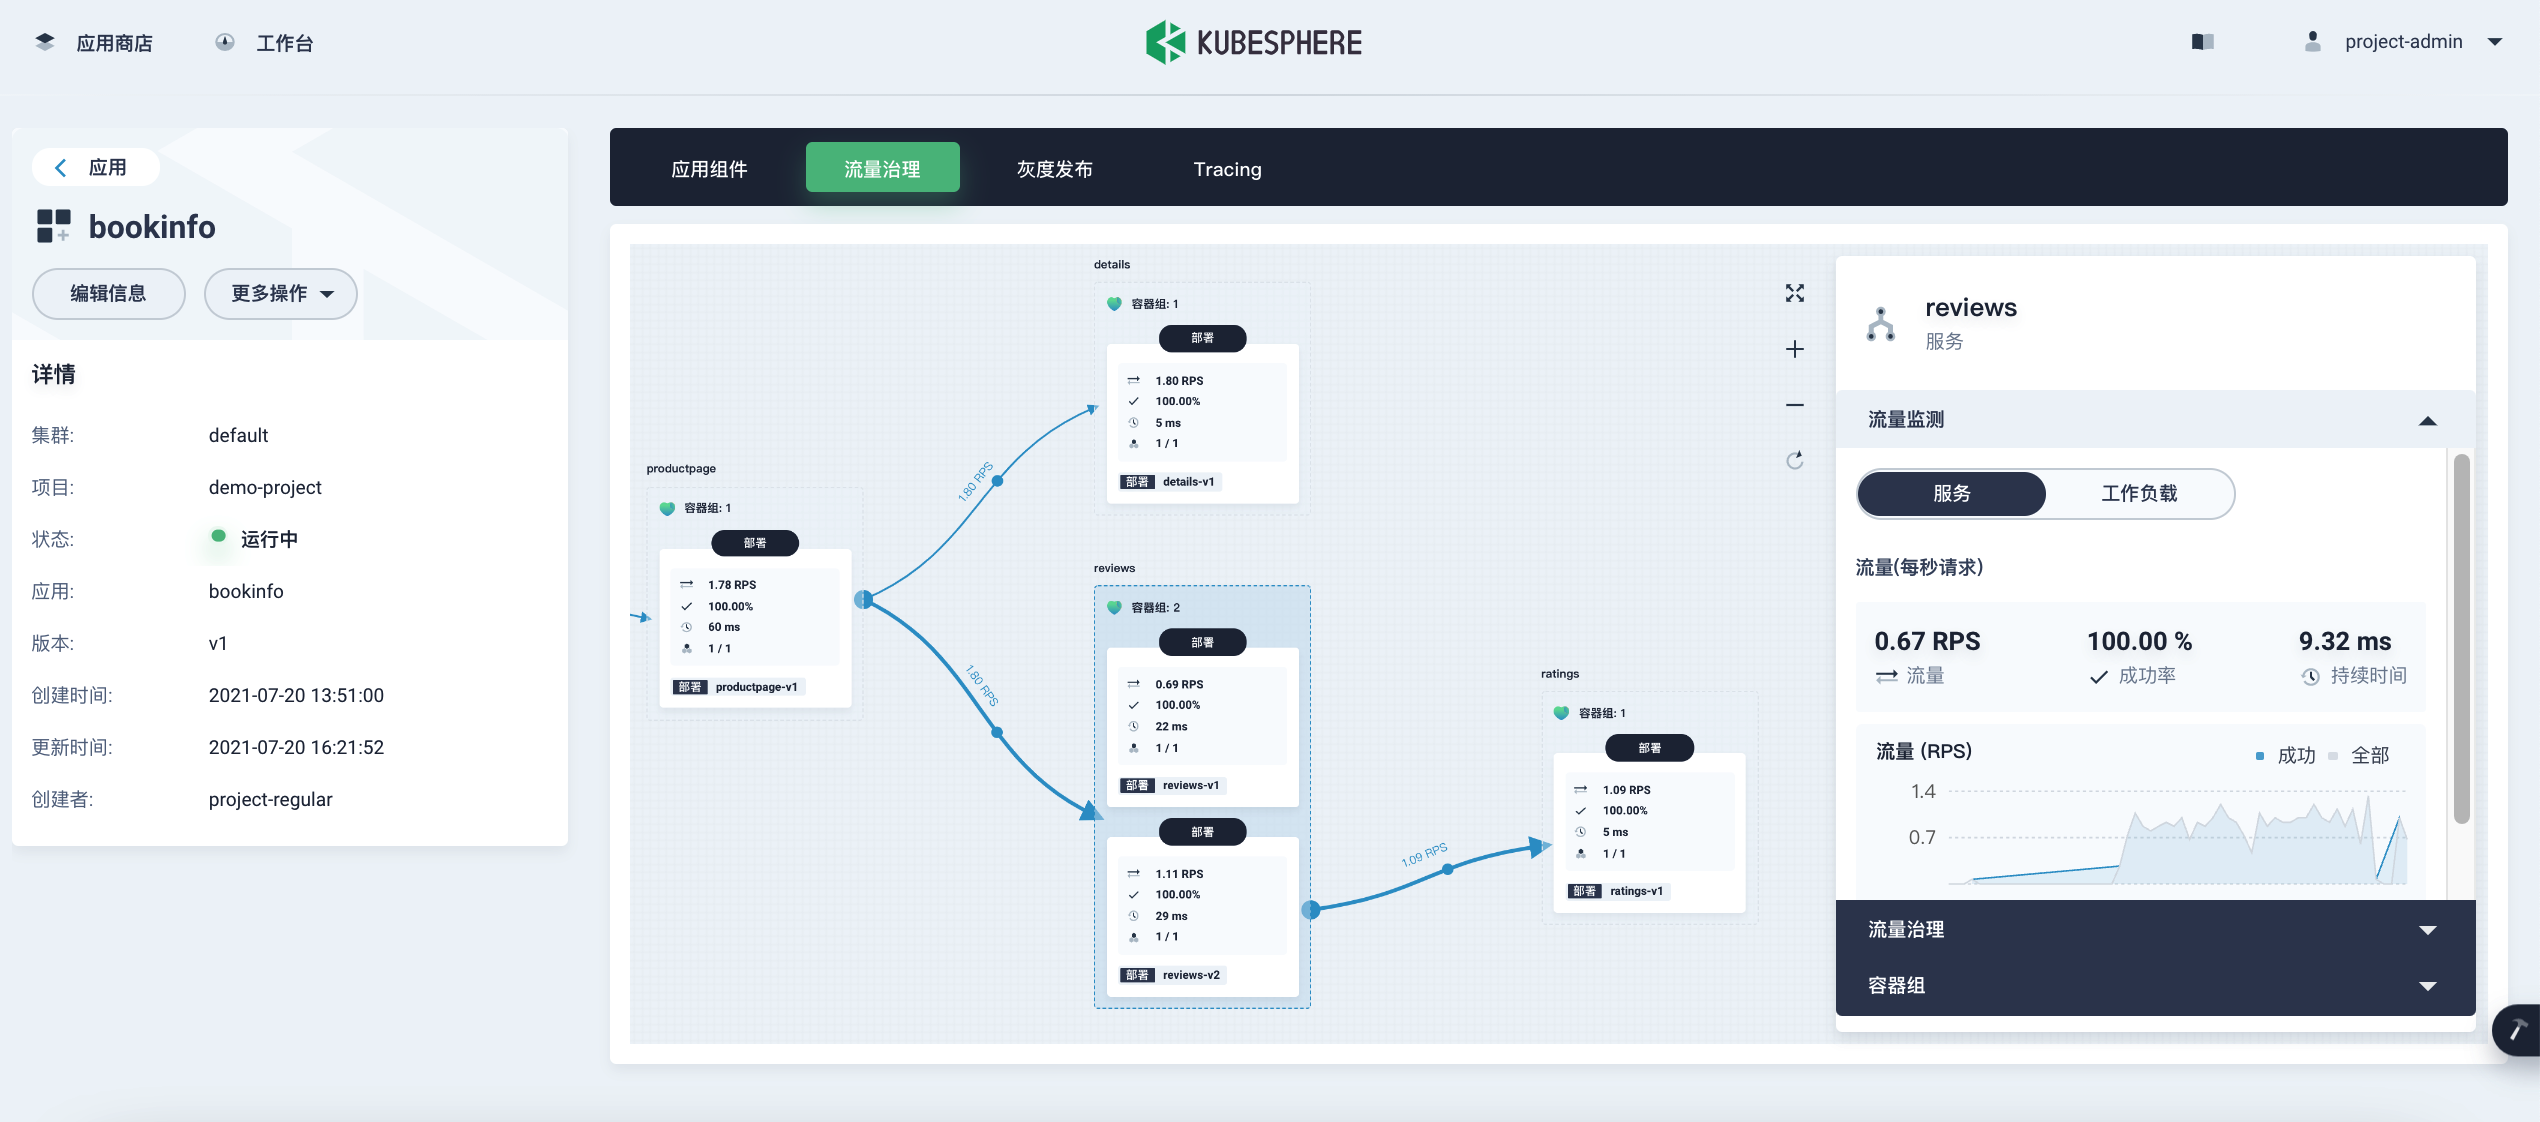 应用商店
工作台
KUBESPHERE
project-admin
应用
bookinfo
编辑信息
更多操作
详情
集群: default
项目: demo-project
状态: 运行中
应用: bookinfo
版本: v1
创建时间: 2021-07-20 13:51:00
更新时间: 2021-07-20 16:21:52
创建者: project-regular
应用组件
流量治理
灰度发布
Tracing
productpage
容器组: 1
部署
1.78 RPS
100.00%
60 ms
1 / 1
部署 productpage-v1
1.80 RPS
1.80 RPS
details
容器组: 1
部署
1.80 RPS
100.00%
5 ms
1 / 1
部署 details-v1
reviews
容器组: 2
部署
0.69 RPS
100.00%
22 ms
1 / 1
部署 reviews-v1
部署
1.11 RPS
100.00%
29 ms
1 / 1
部署 reviews-v2
1.09 RPS
ratings
容器组: 1
部署
1.09 RPS
100.00%
5 ms
1 / 1
部署 ratings-v1
reviews
服务
流量监测
服务
工作负载
流量(每秒请求)
0.67 RPS
流量
100.00 %
成功率
9.32 ms
持续时间
流量 (RPS)
成功
全部
1.4
0.7
流量治理
容器组